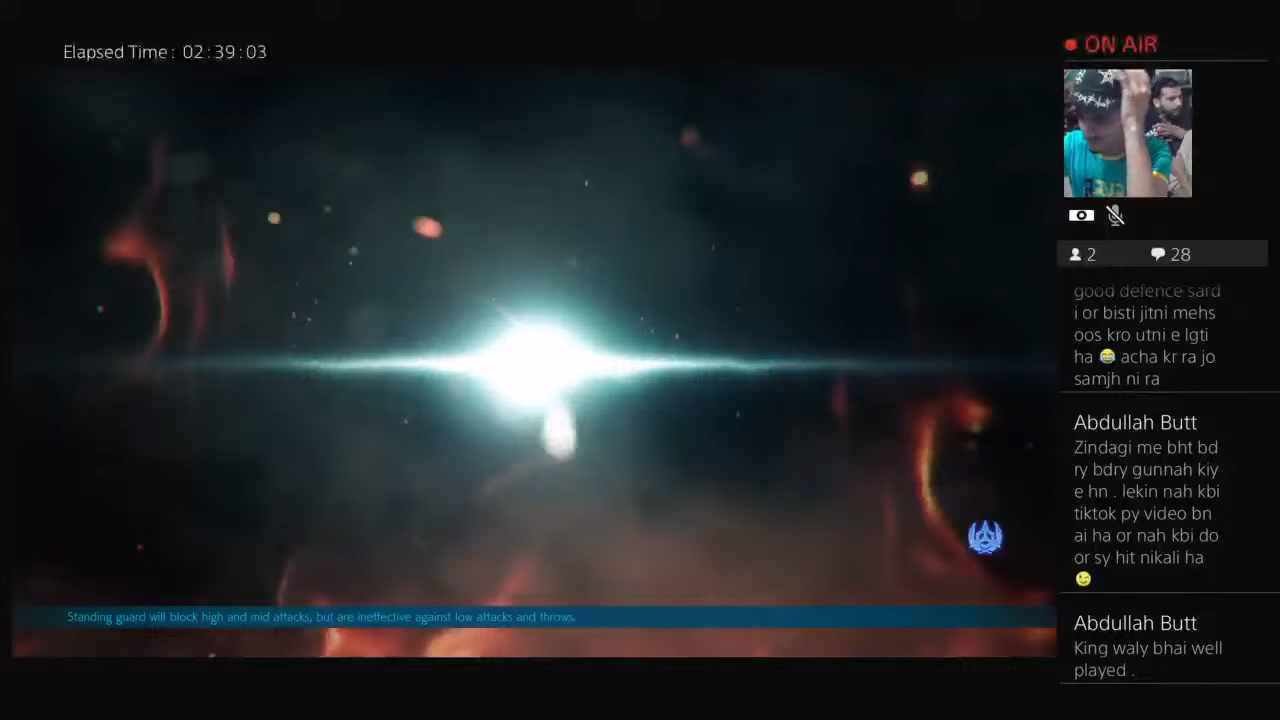 Elapsed Time: 02:39:03
ON AIR
2 28
good defence sard
i or bisti jitni mehs
oos kro utni e lgti
ha 😂 acha kr ra jo
samjh ni ra
Abdullah Butt
Zindagi me bht bd
ry bdry gunnah kiy
e hn . lekin nah kbi
tiktok py video bn
ai ha or nah kbi do
or sy hit nikali ha
😉
Standing guard will block high and mid attacks, but are ineffective against low attacks and throws.
Abdullah Butt
King waly bhai well
played .